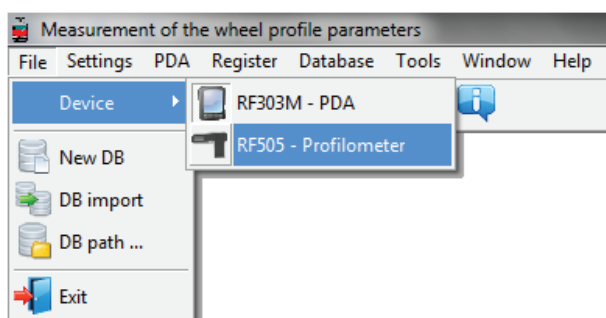 Measurement of the wheel profile parameters
File Settings PDA Register Database Tools Window Help
Device
RF303M - PDA
RF505 - Profilometer
New DB
DB import
DB path ...
Exit